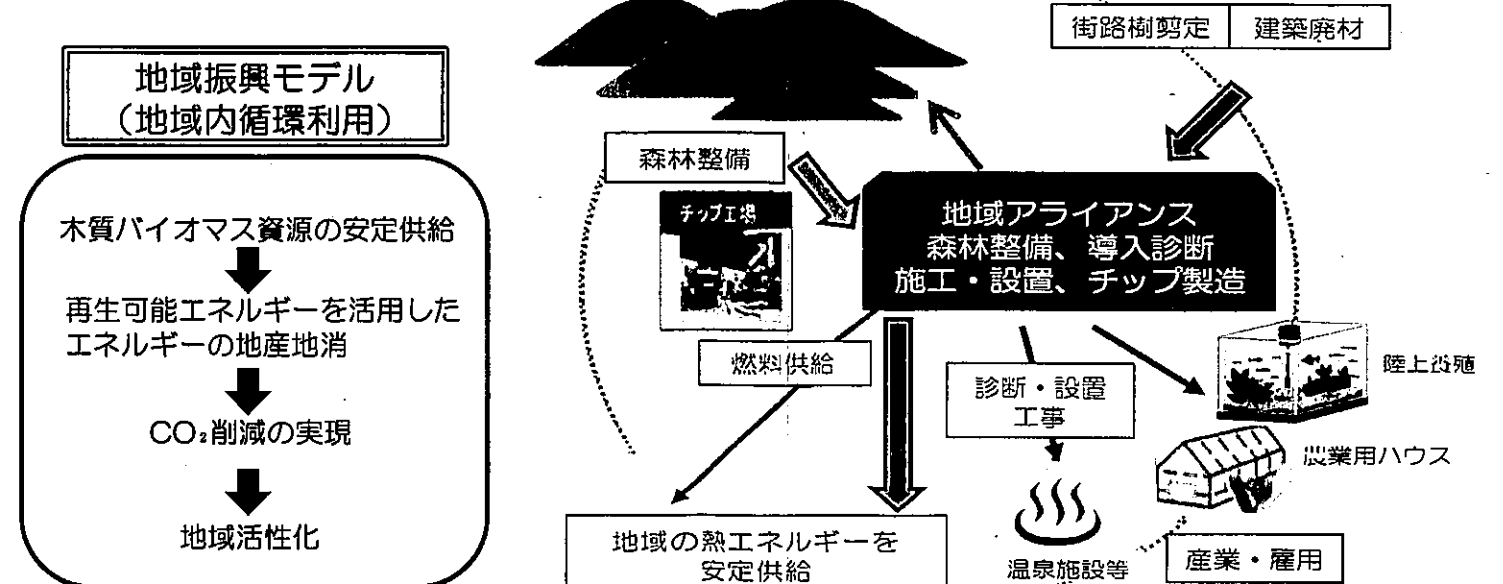 地域振興モデル
（地域内循環利用）
木質バイオマス資源の安定供給
再生可能エネルギーを活用した
エネルギーの地産地消
CO₂削減の実現
地域活性化
街路樹剪定
建築廃材
森林整備
チップ工場
地域アライアンス
森林整備、導入診断
施工・設置、チップ製造
燃料供給
診断・設置
工事
陸上養殖
農業用ハウス
地域の熱エネルギーを
安定供給
温泉施設等
産業・雇用